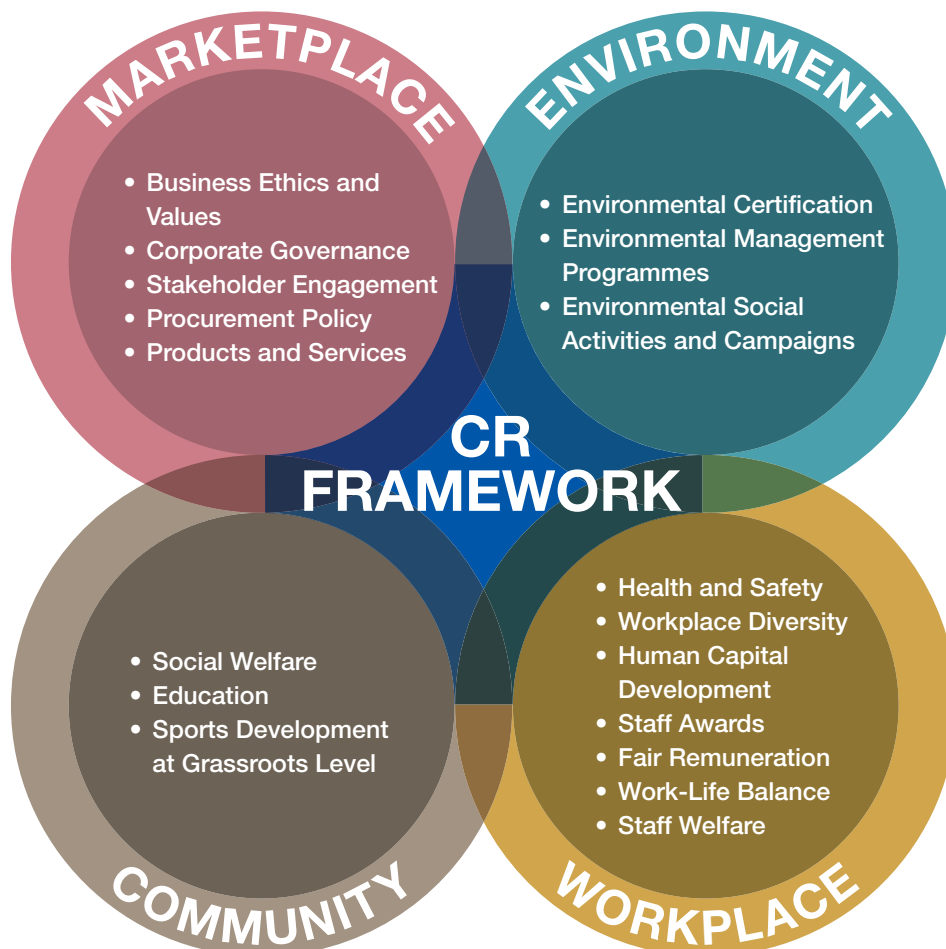 MARKETPLACE
• Business Ethics and
Values
• Corporate Governance
• Stakeholder Engagement
• Procurement Policy
• Products and Services
ENVIRONMENT
• Environmental Certification
• Environmental Management
Programmes
• Environmental Social
Activities and Campaigns
CR
FRAMEWORK
• Social Welfare
• Education
• Sports Development
at Grassroots Level
COMMUNITY
• Health and Safety
• Workplace Diversity
• Human Capital
Development
• Staff Awards
• Fair Remuneration
• Work-Life Balance
• Staff Welfare
WORKPLACE